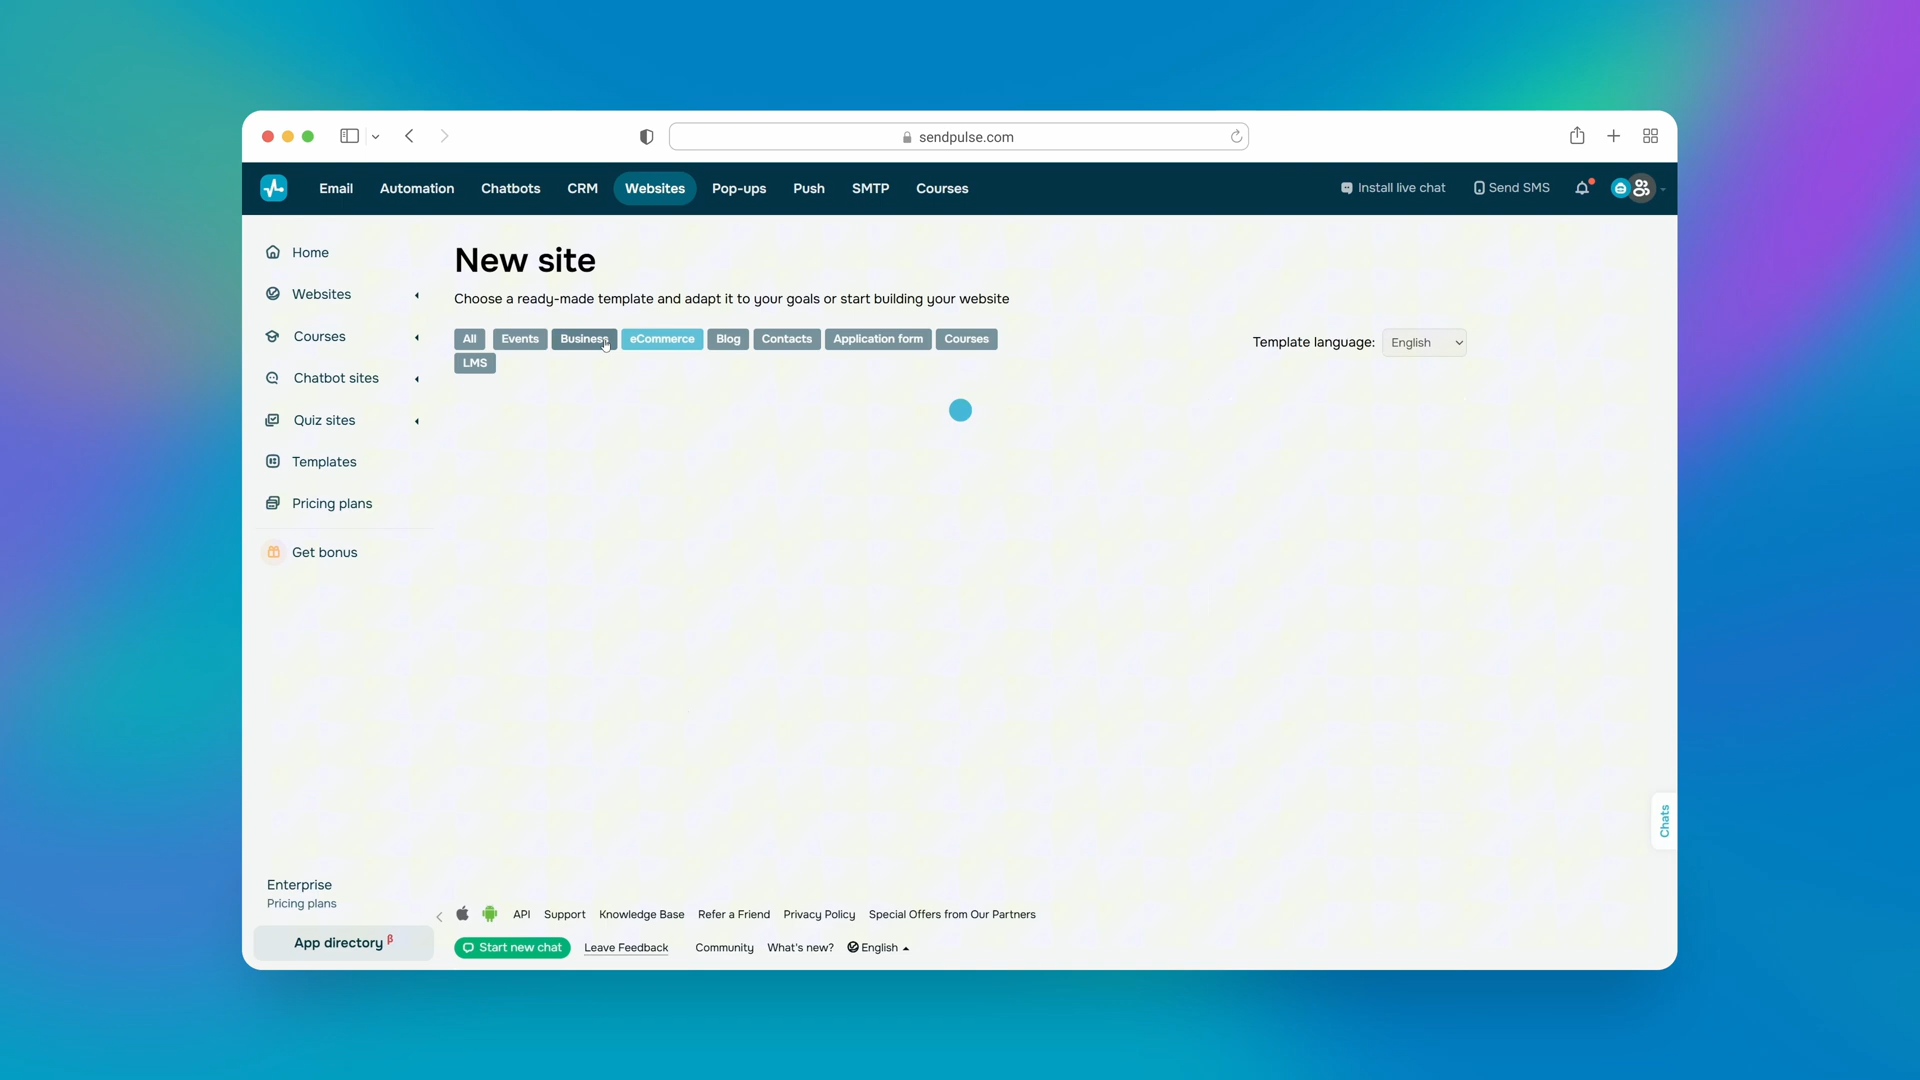 sendpulse.com
Email Automation Chatbots CRM Websites Pop-ups Push SMTP Courses Install live chat Send SMS
Home
Websites
Courses
Chatbot sites
Quiz sites
Templates
Pricing plans
Get bonus
New site
Choose a ready-made template and adapt it to your goals or start building your website
All Events Business eCommerce Blog Contacts Application form Courses
LMS
Template language: English
Chats
Enterprise
Pricing plans
App directory β
API Support Knowledge Base Refer a Friend Privacy Policy Special Offers from Our Partners
Start new chat Leave Feedback Community What's new? English